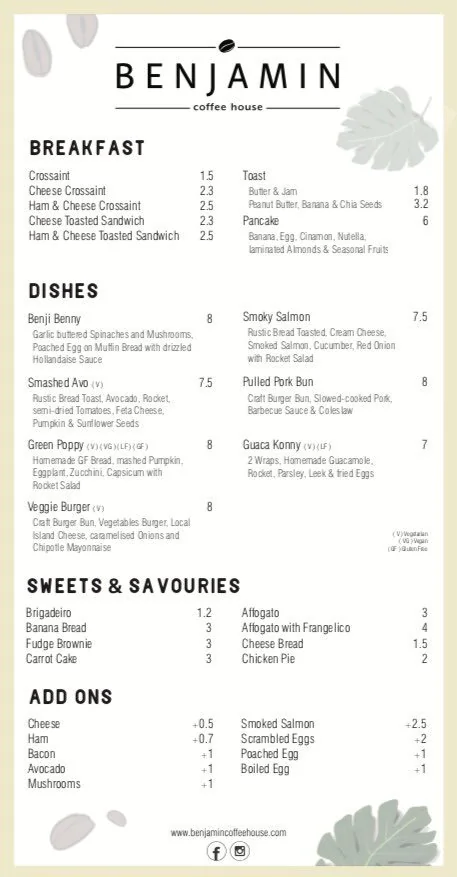 BENJAMIN
coffee house
BREAKFAST
Crossaint 1.5
Cheese Crossaint 2.3
Ham & Cheese Crossaint 2.5
Cheese Toasted Sandwich 2.3
Ham & Cheese Toasted Sandwich 2.5
Toast
Butter & Jam 1.8
Peanut Butter, Banana & Chia Seeds 3.2
Pancake 6
Banana, Egg, Cinamon, Nutella,
laminated Almonds & Seasonal Fruits
DISHES
Benji Benny 8
Garlic buttered Spinaches and Mushrooms,
Poached Egg on Muffin Bread with drizzled
Hollandaise Sauce
Smashed Avo (V) 7.5
Rustic Bread Toast, Avocado, Rocket,
semi-dried Tomatoes, Feta Cheese,
Pumpkin & Sunflower Seeds
Green Poppy (V)(VG)(LF)(GF) 8
Homemade GF Bread, mashed Pumpkin,
Eggplant, Zucchini, Capsicum with
Rocket Salad
Veggie Burger (V) 8
Craft Burger Bun, Vegetables Burger, Local
Island Cheese, caramelised Onions and
Chipotle Mayonnaise
Smoky Salmon 7.5
Rustic Bread Toasted, Cream Cheese,
Smoked Salmon, Cucumber, Red Onion
with Rocket Salad
Pulled Pork Bun 8
Craft Burger Bun, Slowed-cooked Pork,
Barbecue Sauce & Coleslaw
Guaca Konny (V)(LF) 7
2 Wraps, Homemade Guacamole,
Rocket, Parsley, Leek & fried Eggs
(V) Vegetarian
(VG) Vegan
(GF) Gluten Free
SWEETS & SAVOURIES
Brigadeiro 1.2
Banana Bread 3
Fudge Brownie 3
Carrot Cake 3
Affogato 3
Affogato with Frangelico 4
Cheese Bread 1.5
Chicken Pie 2
ADD ONS
Cheese +0.5
Ham +0.7
Bacon +1
Avocado +1
Mushrooms +1
Smoked Salmon +2.5
Scrambled Eggs +2
Poached Egg +1
Boiled Egg +1
www.benjamincoffeehouse.com